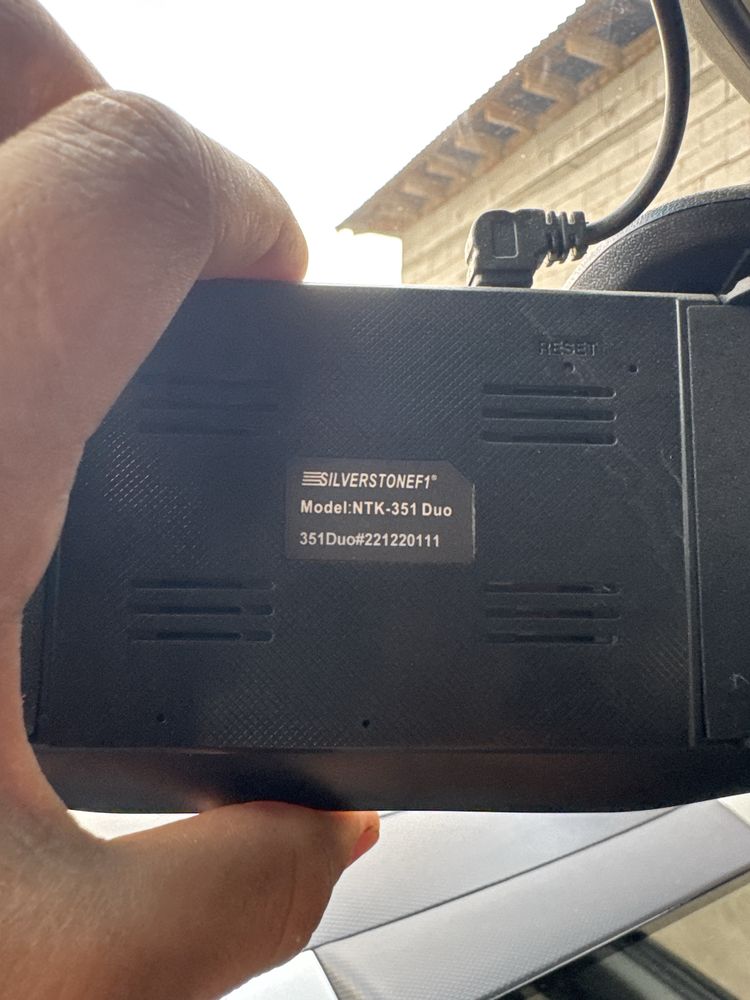 RESET
SILVERSTONEF1®
Model:NTK-351 Duo
351Duo#221220111